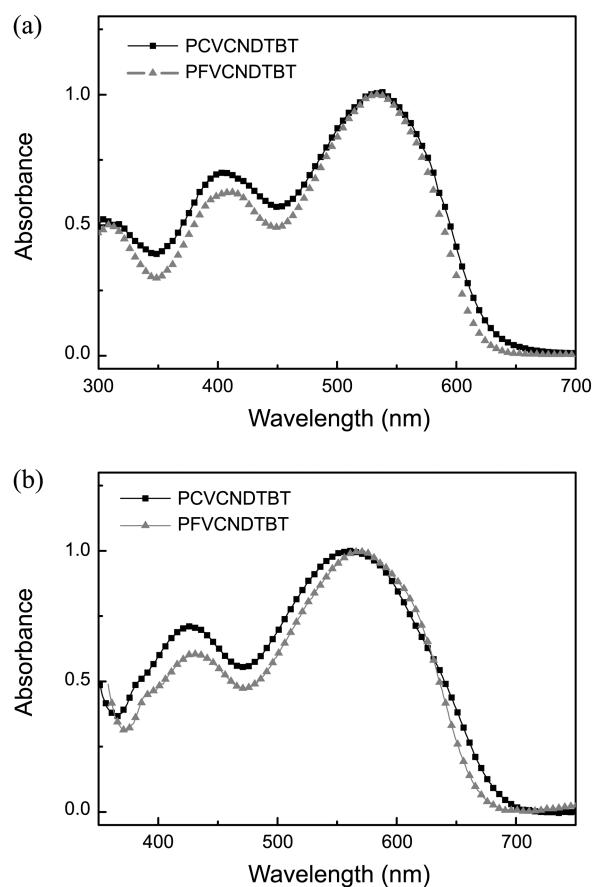 (a)
PCVCNDTBT
PFVCNDTBT
1.0
0.5
0.0
Absorbance
300 400 500 600 700
Wavelength (nm)
(b)
PCVCNDTBT
PFVCNDTBT
1.0
0.5
0.0
Absorbance
400 500 600 700
Wavelength (nm)